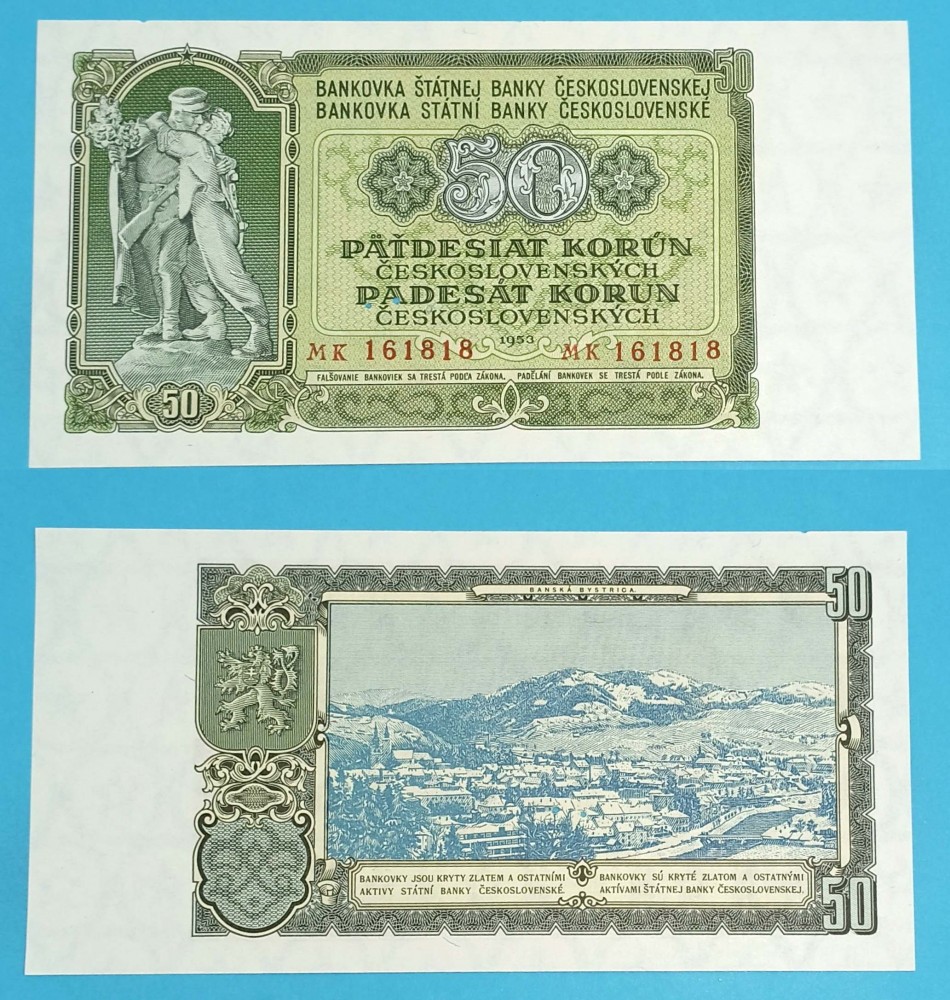 50
BANKOVKA ŠTÁTNEJ BANKY ČESKOSLOVENSKEJ
BANKOVKA STÁTNÍ BANKY ČESKOSLOVENSKÉ
50
PÄŤDESIAT KORÚN
ČESKOSLOVENSKÝCH
PADESÁT KORUN
ČESKOSLOVENSKÝCH
1953
MK 161818 MK 161818
FALŠOVANIE BANKOVIEK SA TRESTÁ PODĽA ZÁKONA. PADĚLÁNÍ BANKOVEK SE TRESTÁ PODLE ZÁKONA.
50
50
BANSKÁ BYSTRICA.
BANKOVKY JSOU KRYTY ZLATEM A OSTATNÍMI
AKTIVY STÁTNÍ BANKY ČESKOSLOVENSKÉ.
BANKOVKY SÚ KRYTÉ ZLATOM A OSTATNÝMI
AKTÍVAMI ŠTÁTNEJ BANKY ČESKOSLOVENSKEJ.
50